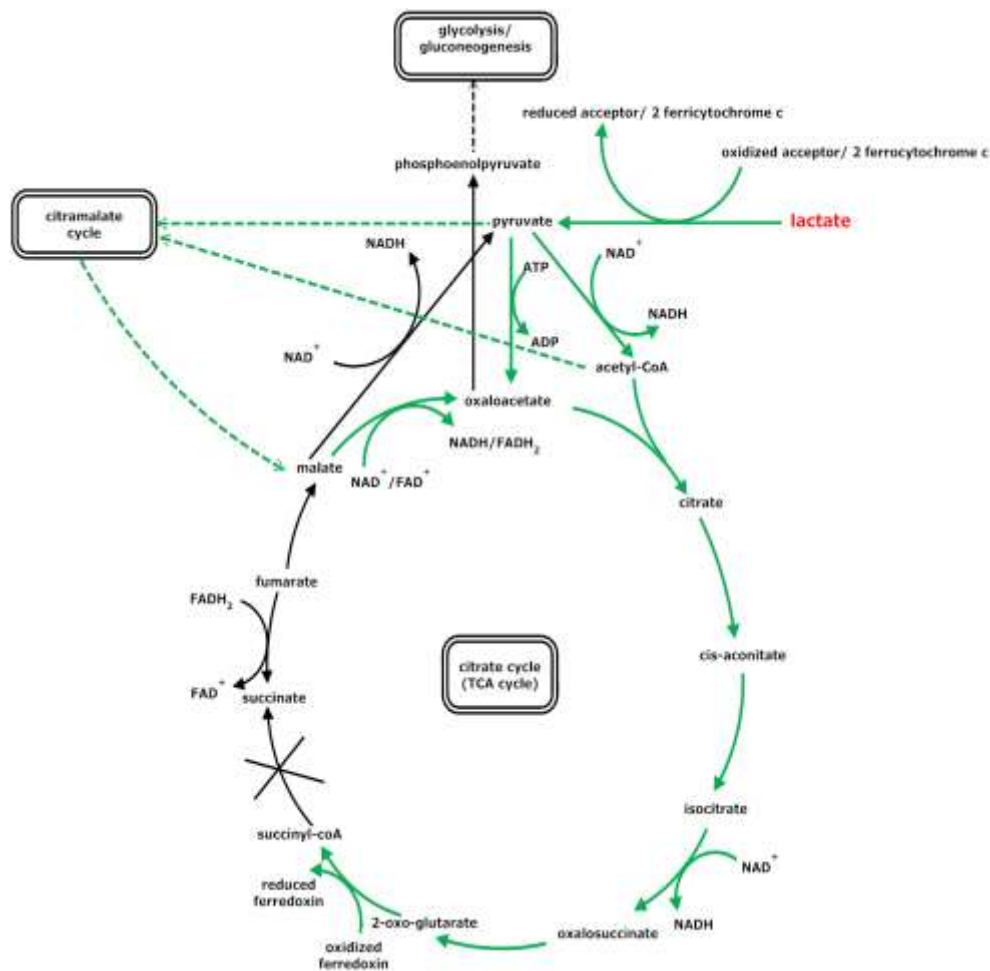 glycolysis/
gluconeogenesis
reduced acceptor/ 2 ferricytochrome c
oxidized acceptor/ 2 ferrocytochrome c
phosphoenolpyruvate
citramalate
cycle
pyruvate
lactate
NADH
NAD+
ATP
NADH
ADP
NAD+
acetyl-CoA
oxaloacetate
NADH/FADH2
malate
NAD+/FAD+
citrate
fumarate
FADH2
cis-aconitate
citrate cycle
(TCA cycle)
FAD+
succinate
isocitrate
succinyl-coA
NAD+
reduced
ferredoxin
2-oxo-glutarate
NADH
oxalosuccinate
oxidized
ferredoxin